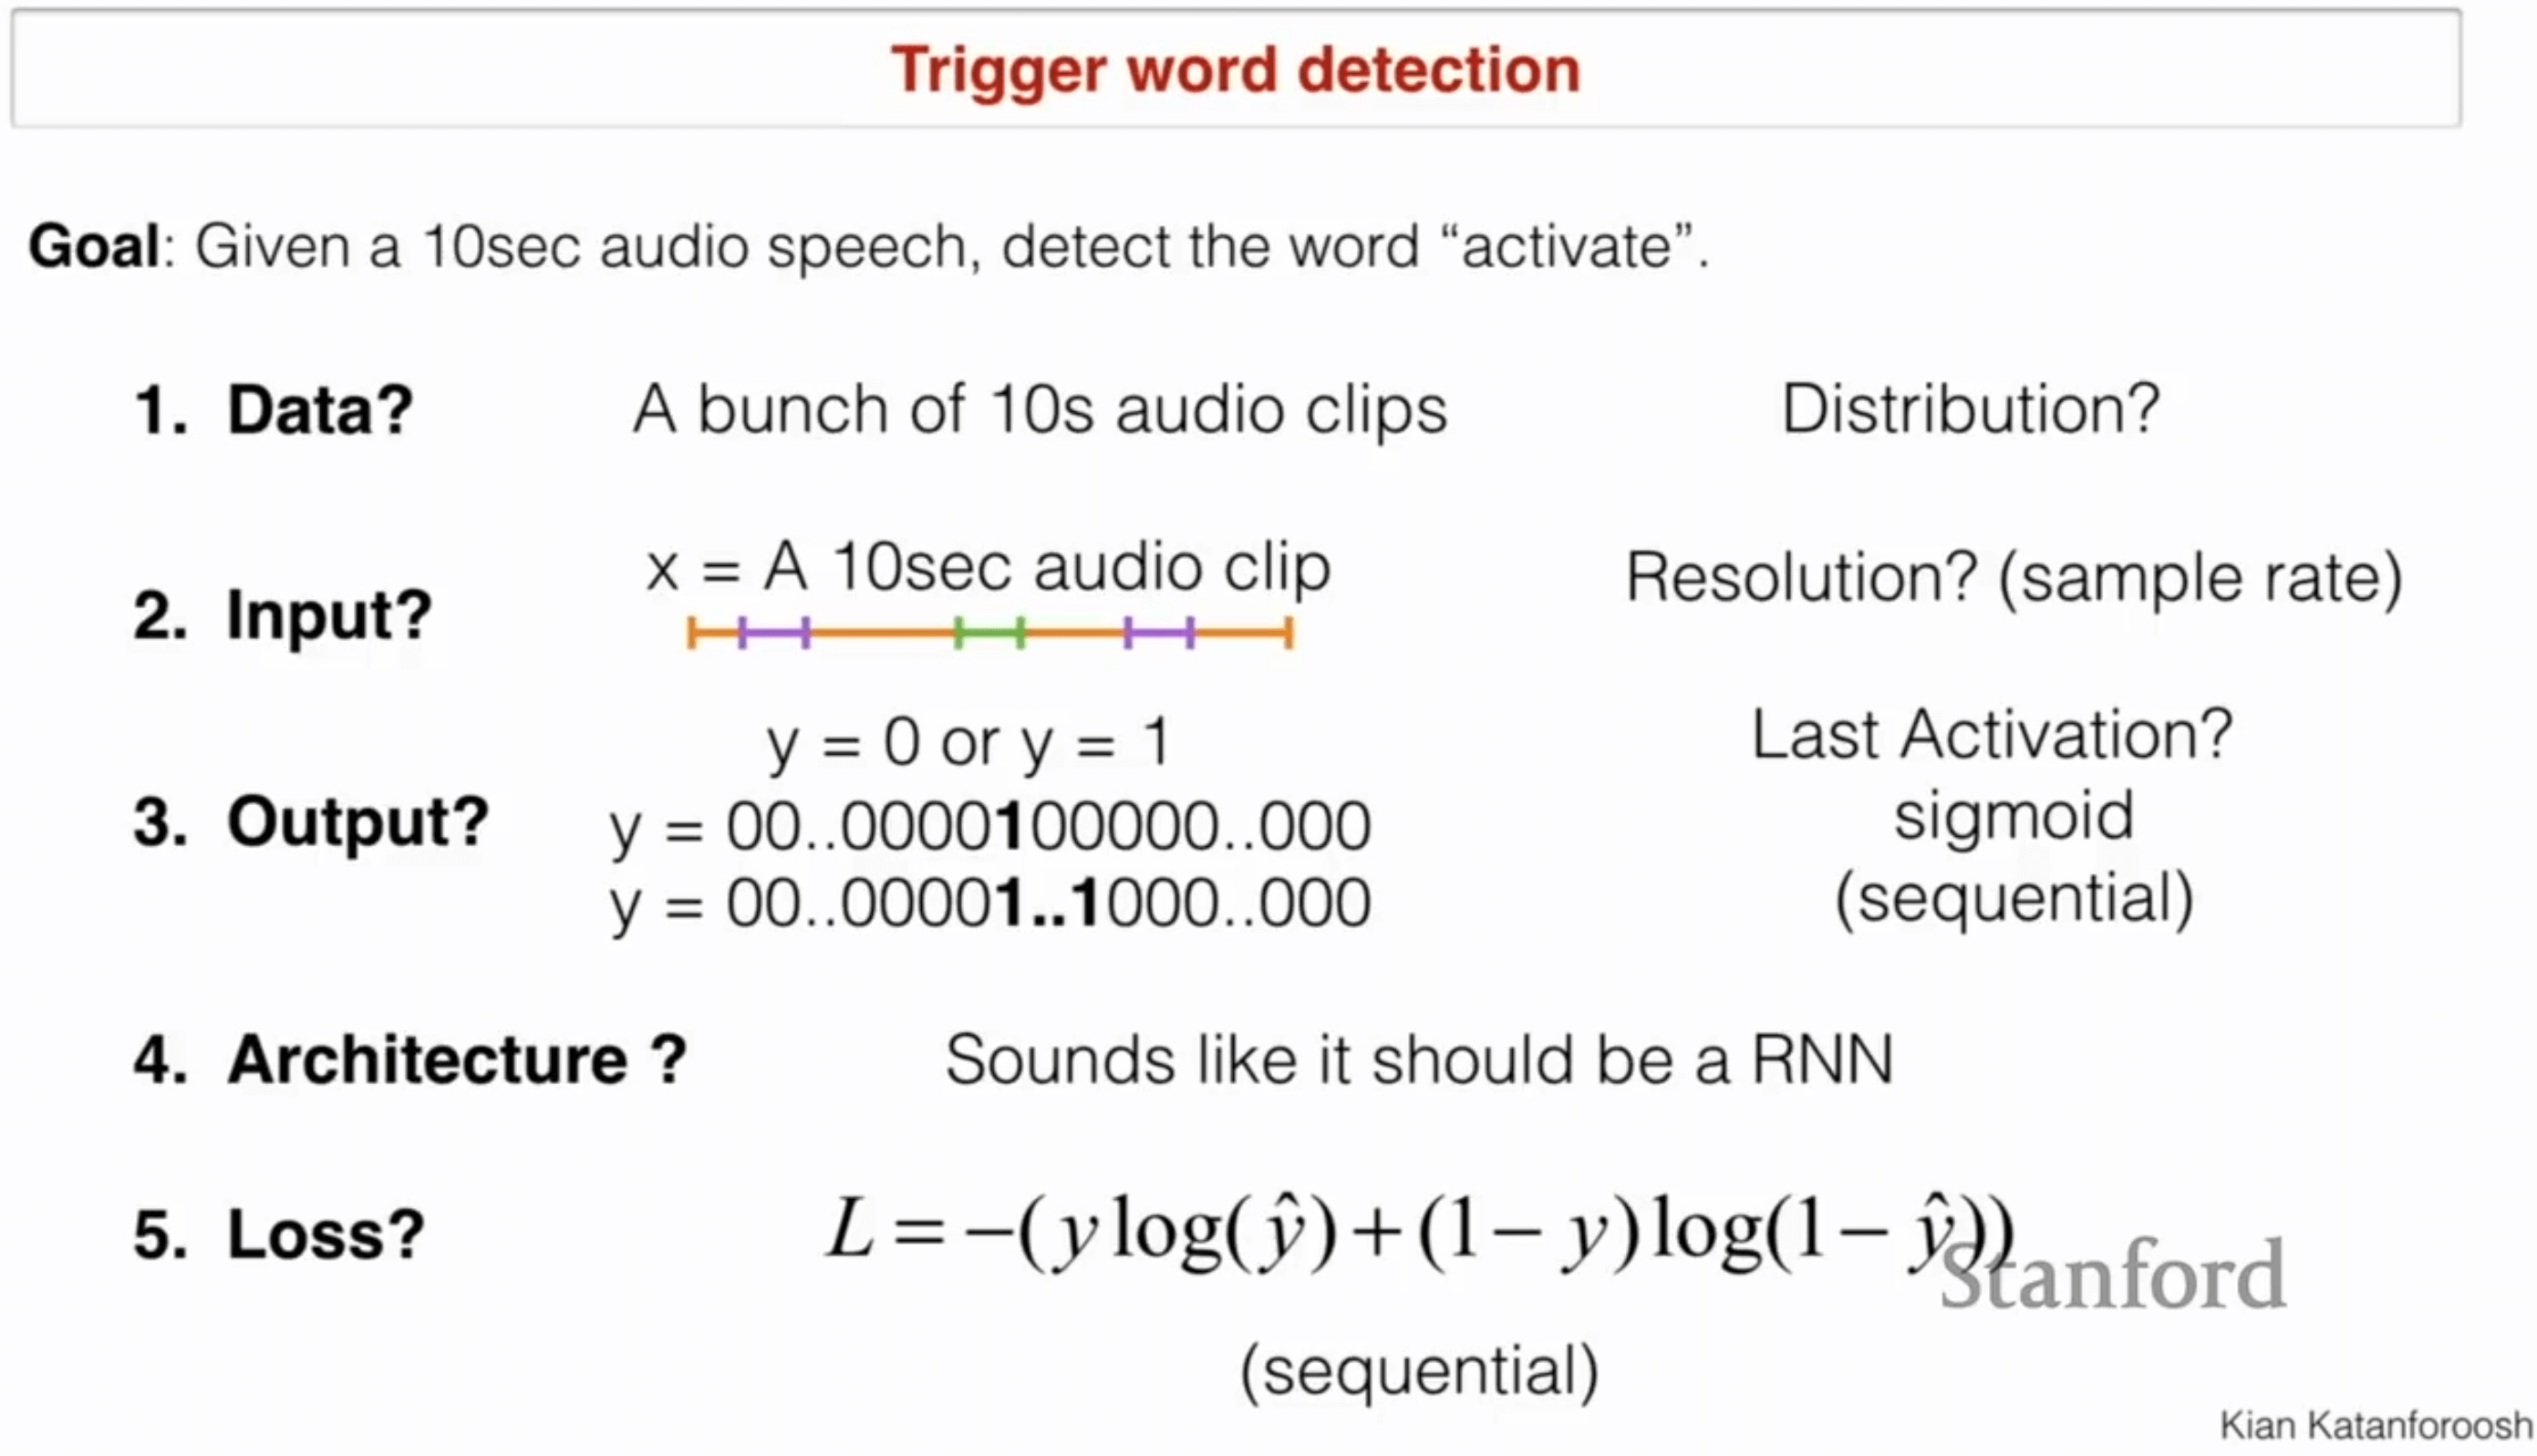 Trigger word detection
Goal: Given a 10sec audio speech, detect the word “activate”.
1. Data? A bunch of 10s audio clips Distribution?
x = A 10sec audio clip Resolution? (sample rate)
2. Input?
y = 0 or y = 1 Last Activation?
3. Output? y = 00..0000100000..000 sigmoid
y = 00..00001..1000..000 (sequential)
4. Architecture ? Sounds like it should be a RNN
5. Loss? L = −(y log(ŷ) + (1 − y) log(1 − ŷ))
Stanford
(sequential)
Kian Katanforoosh